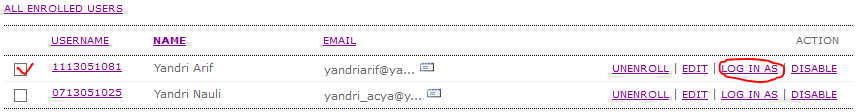 ALL ENROLLED USERS
USERNAME NAME EMAIL ACTION
1113051081 Yandri Arif yandriarif@ya... UNENROLL | EDIT | LOG IN AS | DISABLE
0713051025 Yandri Nauli yandri_acya@y... UNENROLL | EDIT | LOG IN AS | DISABLE